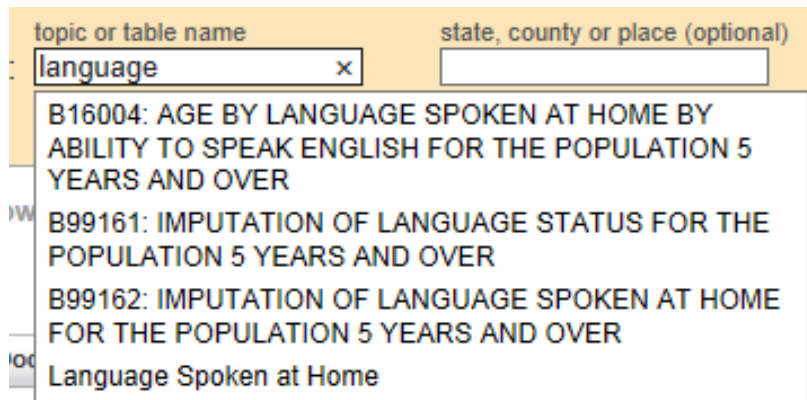 topic or table name state, county or place (optional)
: language ×
B16004: AGE BY LANGUAGE SPOKEN AT HOME BY
ABILITY TO SPEAK ENGLISH FOR THE POPULATION 5
YEARS AND OVER
B99161: IMPUTATION OF LANGUAGE STATUS FOR THE
POPULATION 5 YEARS AND OVER
B99162: IMPUTATION OF LANGUAGE SPOKEN AT HOME
FOR THE POPULATION 5 YEARS AND OVER
Language Spoken at Home